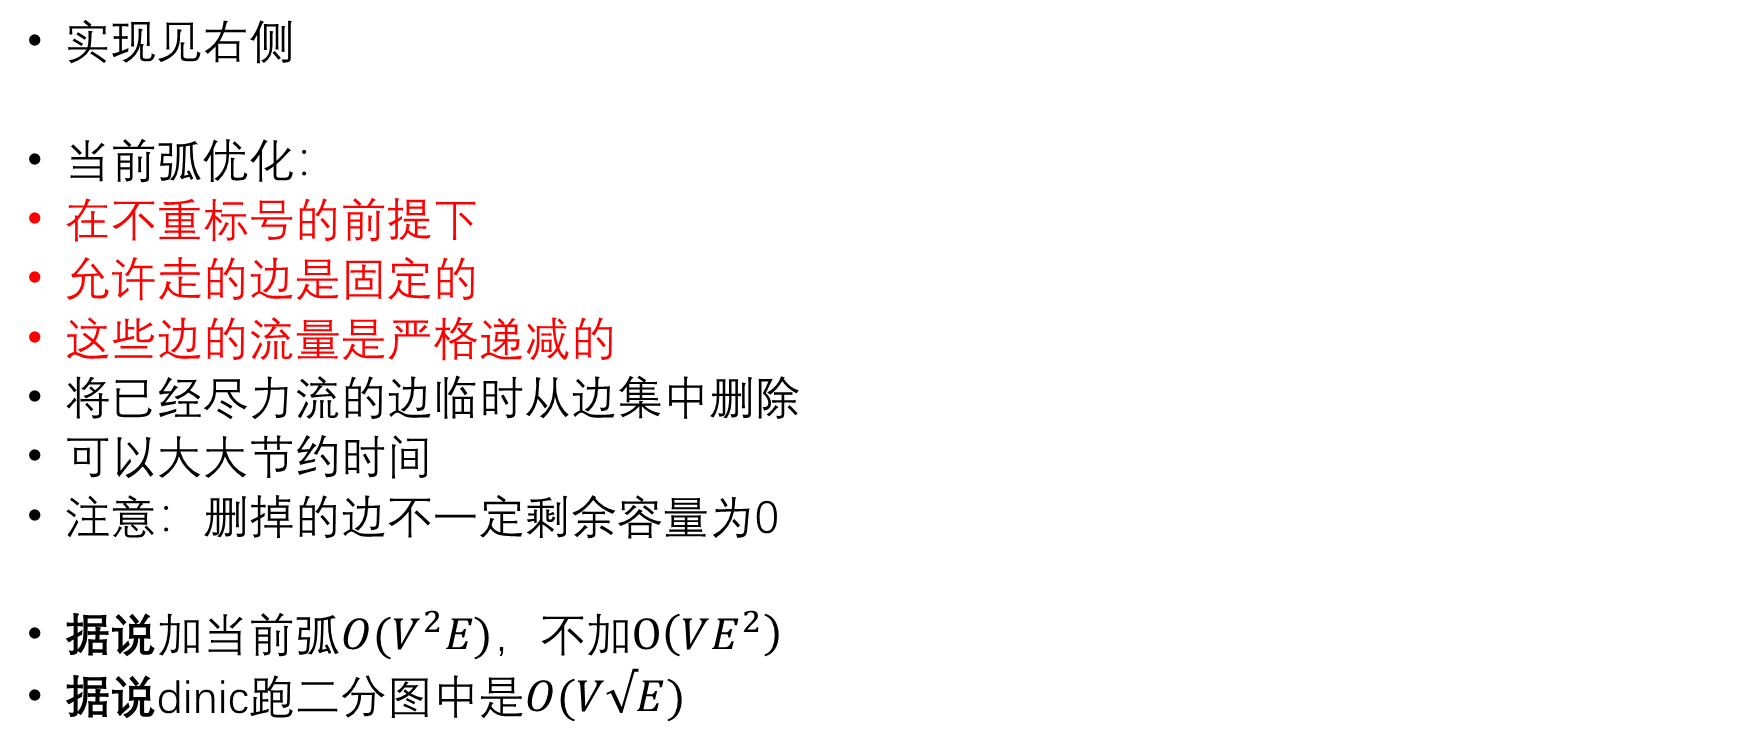 • 实现见右侧
• 当前弧优化：
• 在不重标号的前提下
• 允许走的边是固定的
• 这些边的流量是严格递减的
• 将已经尽力流的边临时从边集中删除
• 可以大大节约时间
• 注意：删掉的边不一定剩余容量为0
• 据说加当前弧O(V²E)，不加O(VE²)
• 据说dinic跑二分图中是O(V√E)